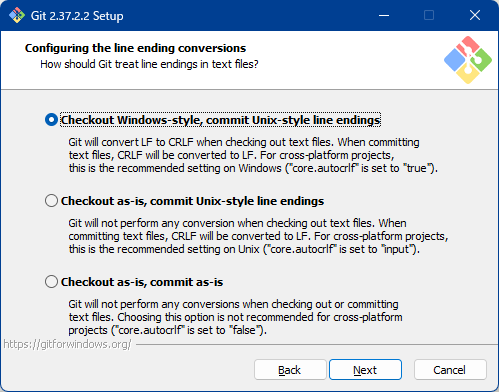 Git 2.37.2.2 Setup
Configuring the line ending conversions
How should Git treat line endings in text files?
Checkout Windows-style, commit Unix-style line endings
Git will convert LF to CRLF when checking out text files. When committing
text files, CRLF will be converted to LF. For cross-platform projects,
this is the recommended setting on Windows ("core.autocrlf" is set to "true").
Checkout as-is, commit Unix-style line endings
Git will not perform any conversion when checking out text files. When
committing text files, CRLF will be converted to LF. For cross-platform projects,
this is the recommended setting on Unix ("core.autocrlf" is set to "input").
Checkout as-is, commit as-is
Git will not perform any conversions when checking out or committing
text files. Choosing this option is not recommended for cross-platform
projects ("core.autocrlf" is set to "false").
https://gitforwindows.org/
Back
Next
Cancel